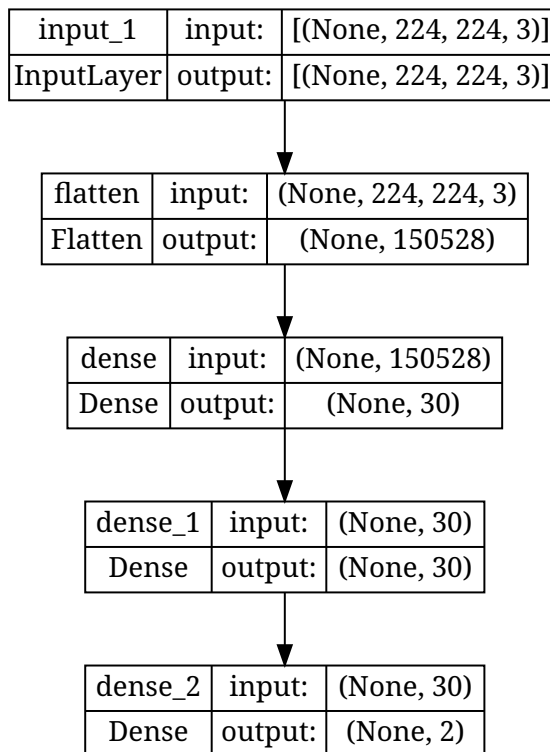 input_1 input: [(None, 224, 224, 3)]
InputLayer output: [(None, 224, 224, 3)]
flatten input: (None, 224, 224, 3)
Flatten output: (None, 150528)
dense input: (None, 150528)
Dense output: (None, 30)
dense_1 input: (None, 30)
Dense output: (None, 30)
dense_2 input: (None, 30)
Dense output: (None, 2)